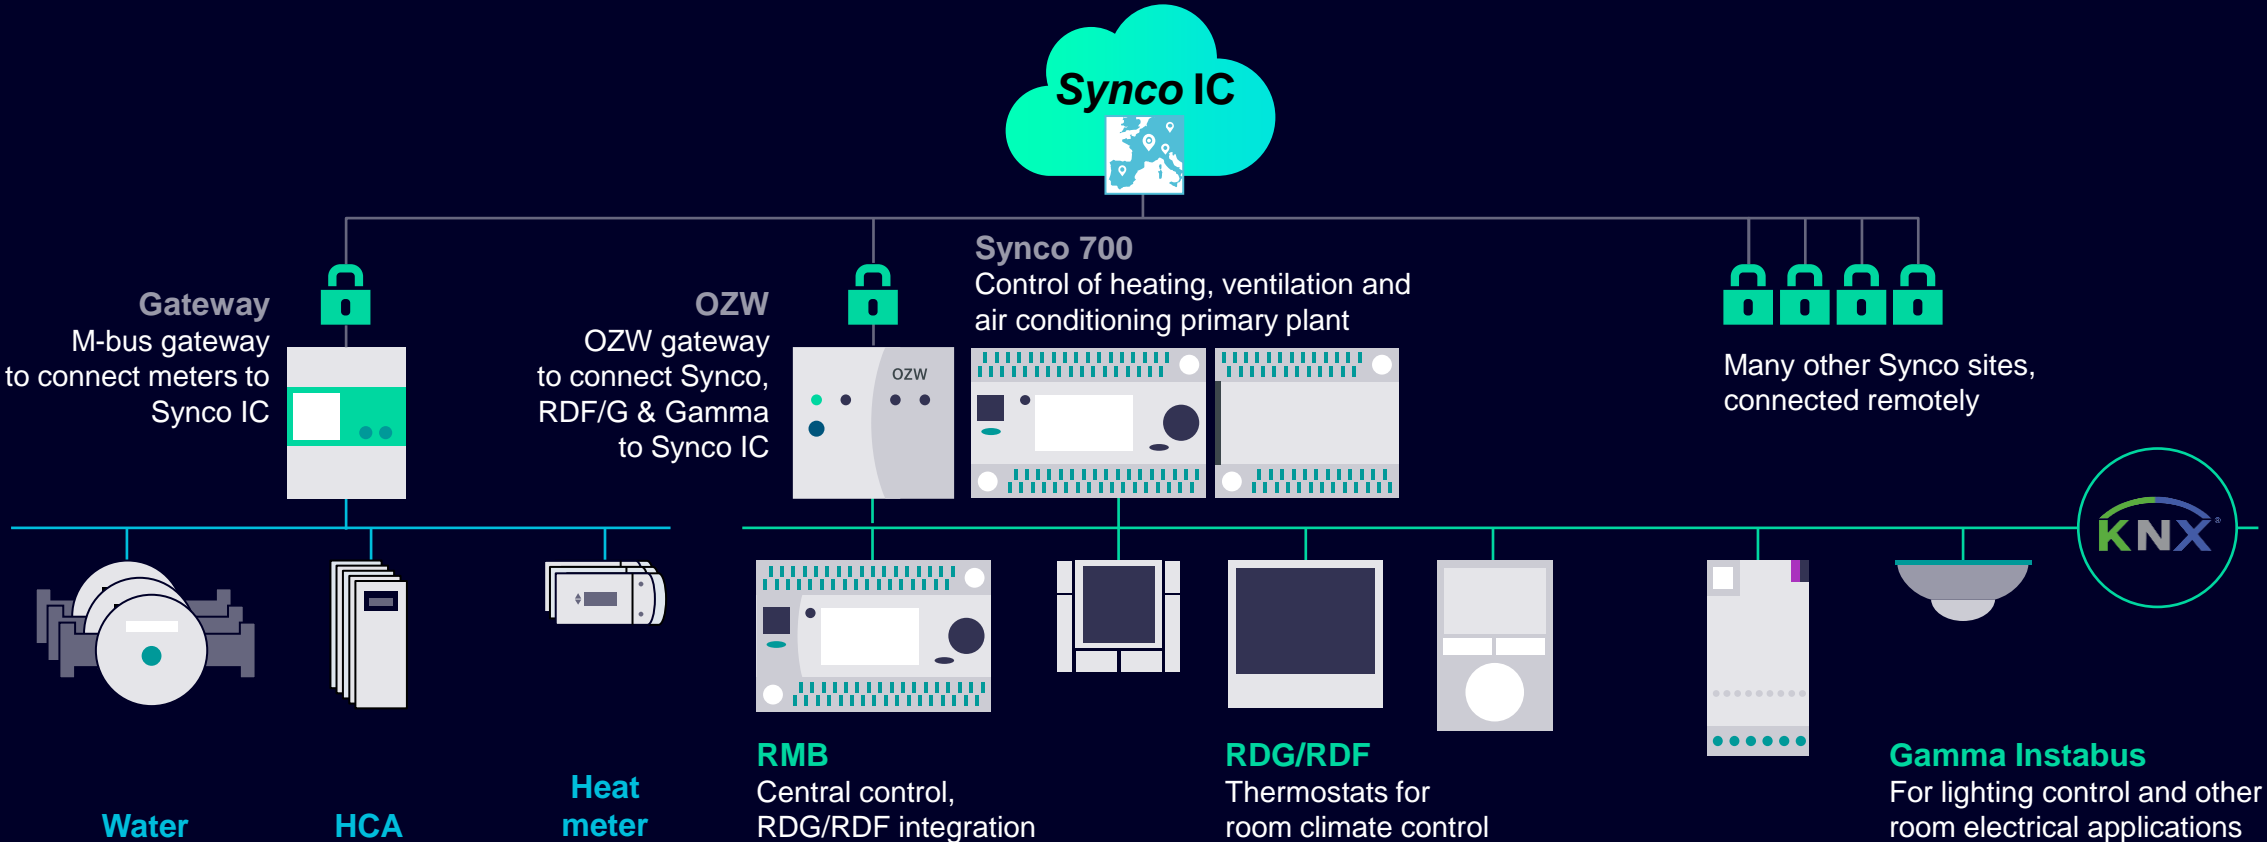 Synco IC
Gateway
M-bus gateway
to connect meters to
Synco IC
OZW
OZW gateway
to connect Synco,
RDF/G & Gamma
to Synco IC
OZW
Synco 700
Control of heating, ventilation and
air conditioning primary plant
Many other Synco sites,
connected remotely
KNX®
Water
HCA
Heat
meter
RMB
Central control,
RDG/RDF integration
RDG/RDF
Thermostats for
room climate control
Gamma Instabus
For lighting control and other
room electrical applications